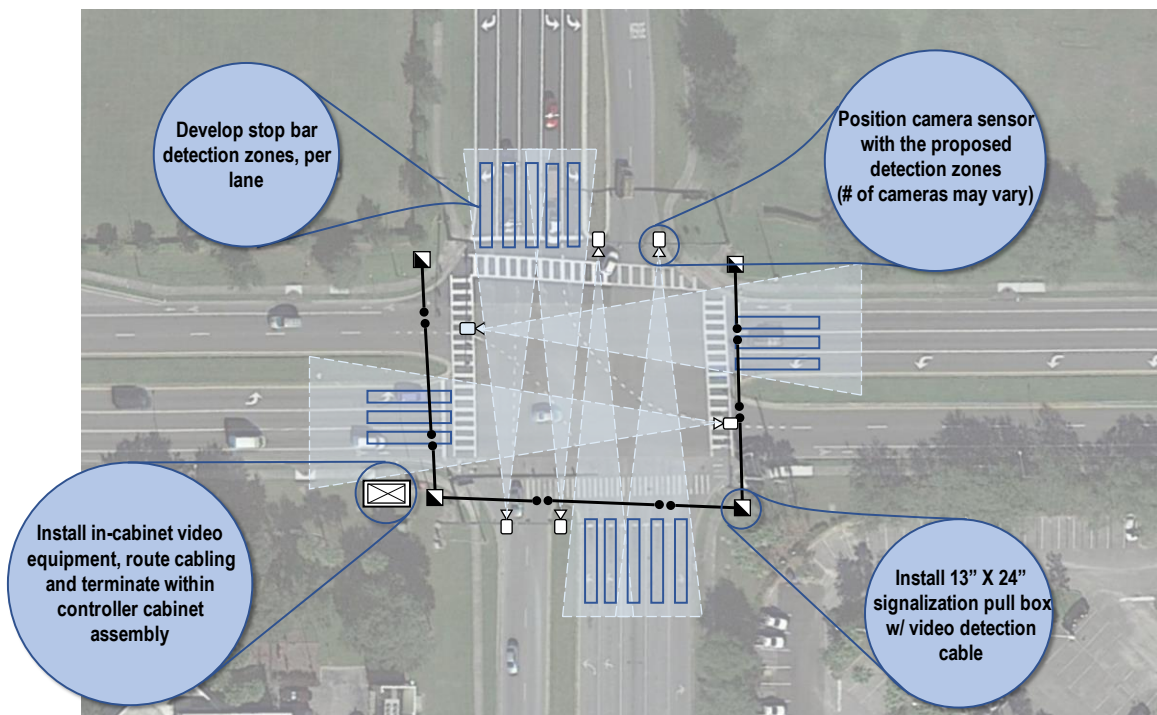 Develop stop bar
detection zones, per
lane
Position camera sensor
with the proposed
detection zones
(# of cameras may vary)
Install in-cabinet video
equipment, route cabling
and terminate within
controller cabinet
assembly
Install 13” X 24”
signalization pull box
w/ video detection
cable